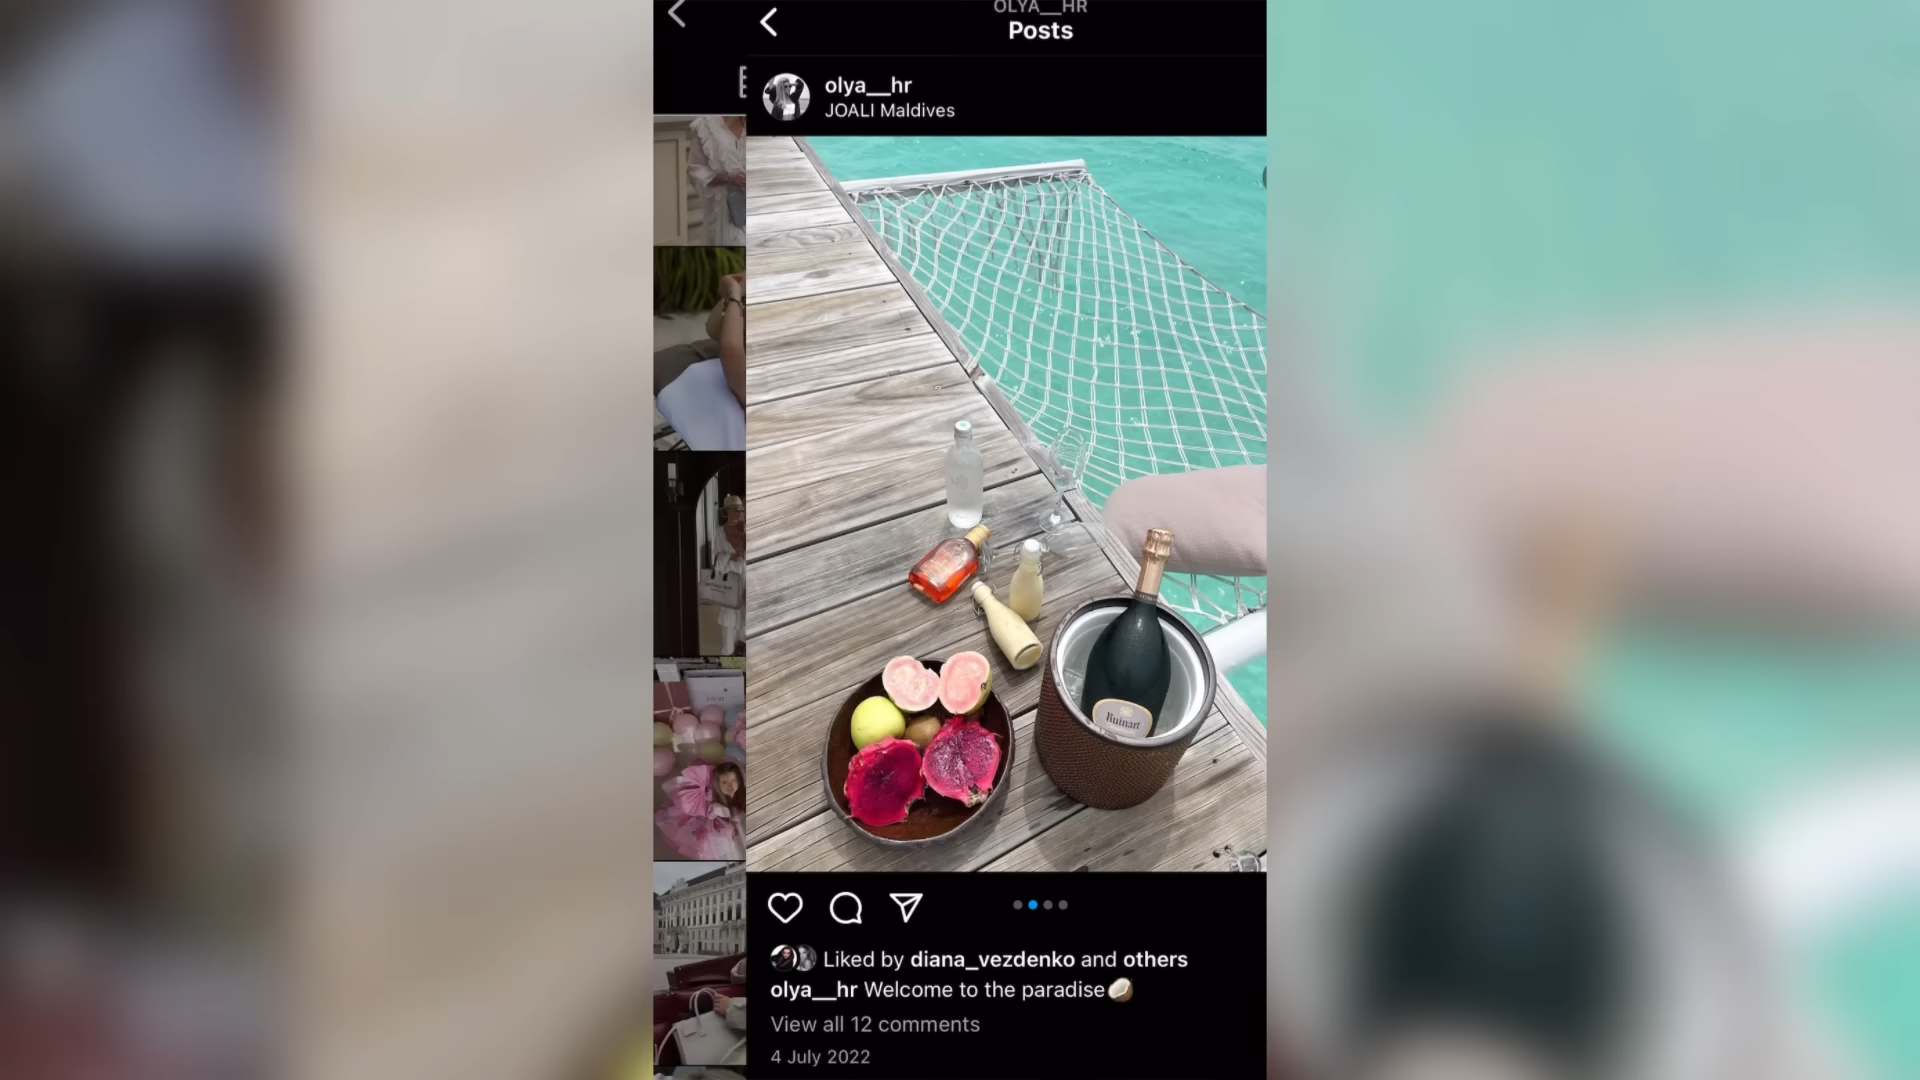 OLYA__HR
Posts
olya__hr
JOALI Maldives
Ruinart
Liked by diana_vezdenko and others
olya__hr Welcome to the paradise🥥
View all 12 comments
4 July 2022